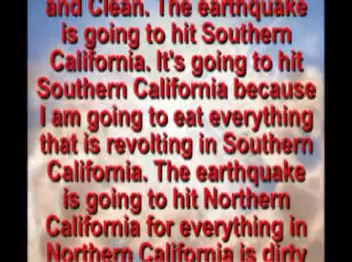 and Clean. The earthquake
is going to hit Southern
California. It's going to hit
Southern California because
I am going to eat everything
that is revolting in Southern
California. The earthquake
is going to hit Northern
California for everything in
Northern California is dirty